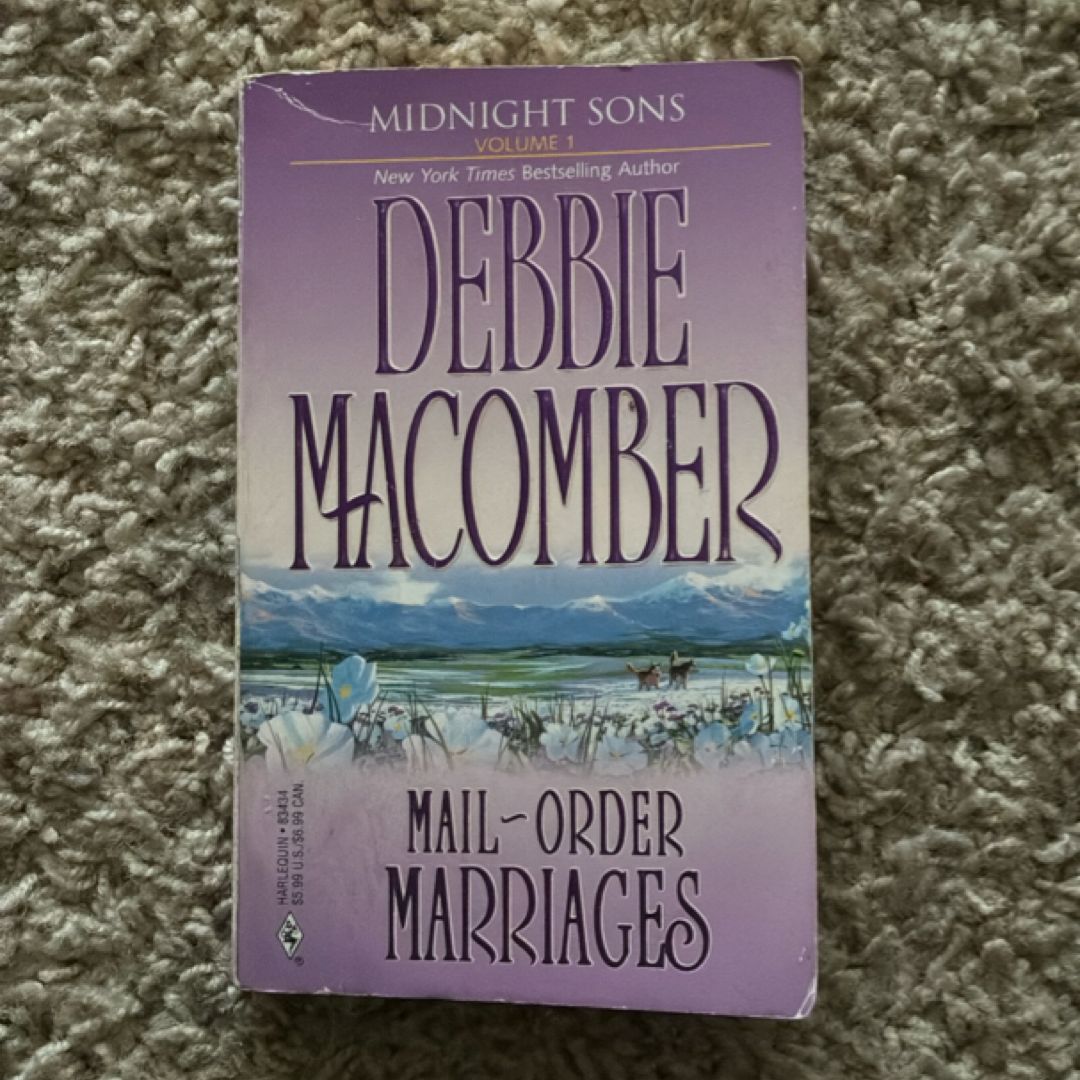 MIDNIGHT SONS
VOLUME 1
New York Times Bestselling Author
DEBBIE
MACOMBER
MAIL~ORDER
MARRIAGES
HARLEQUIN • 83434
$5.99 U.S./$6.99 CAN.
®